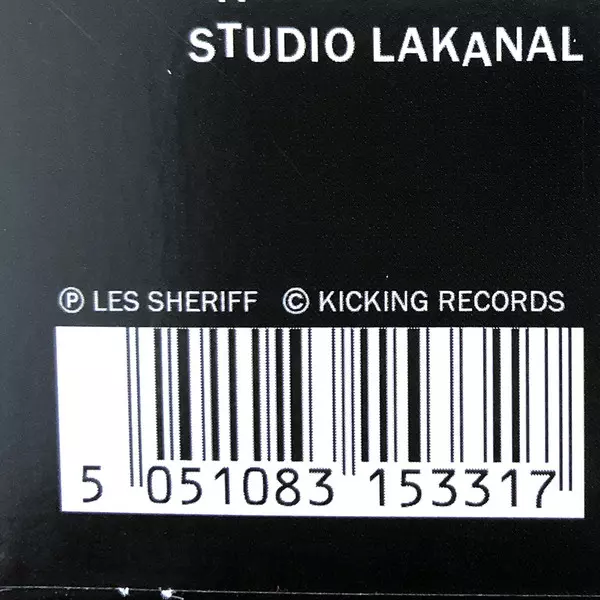 STUDIO LAKANAL
Ⓟ LES SHERIFF © KICKING RECORDS
5 051083 153317